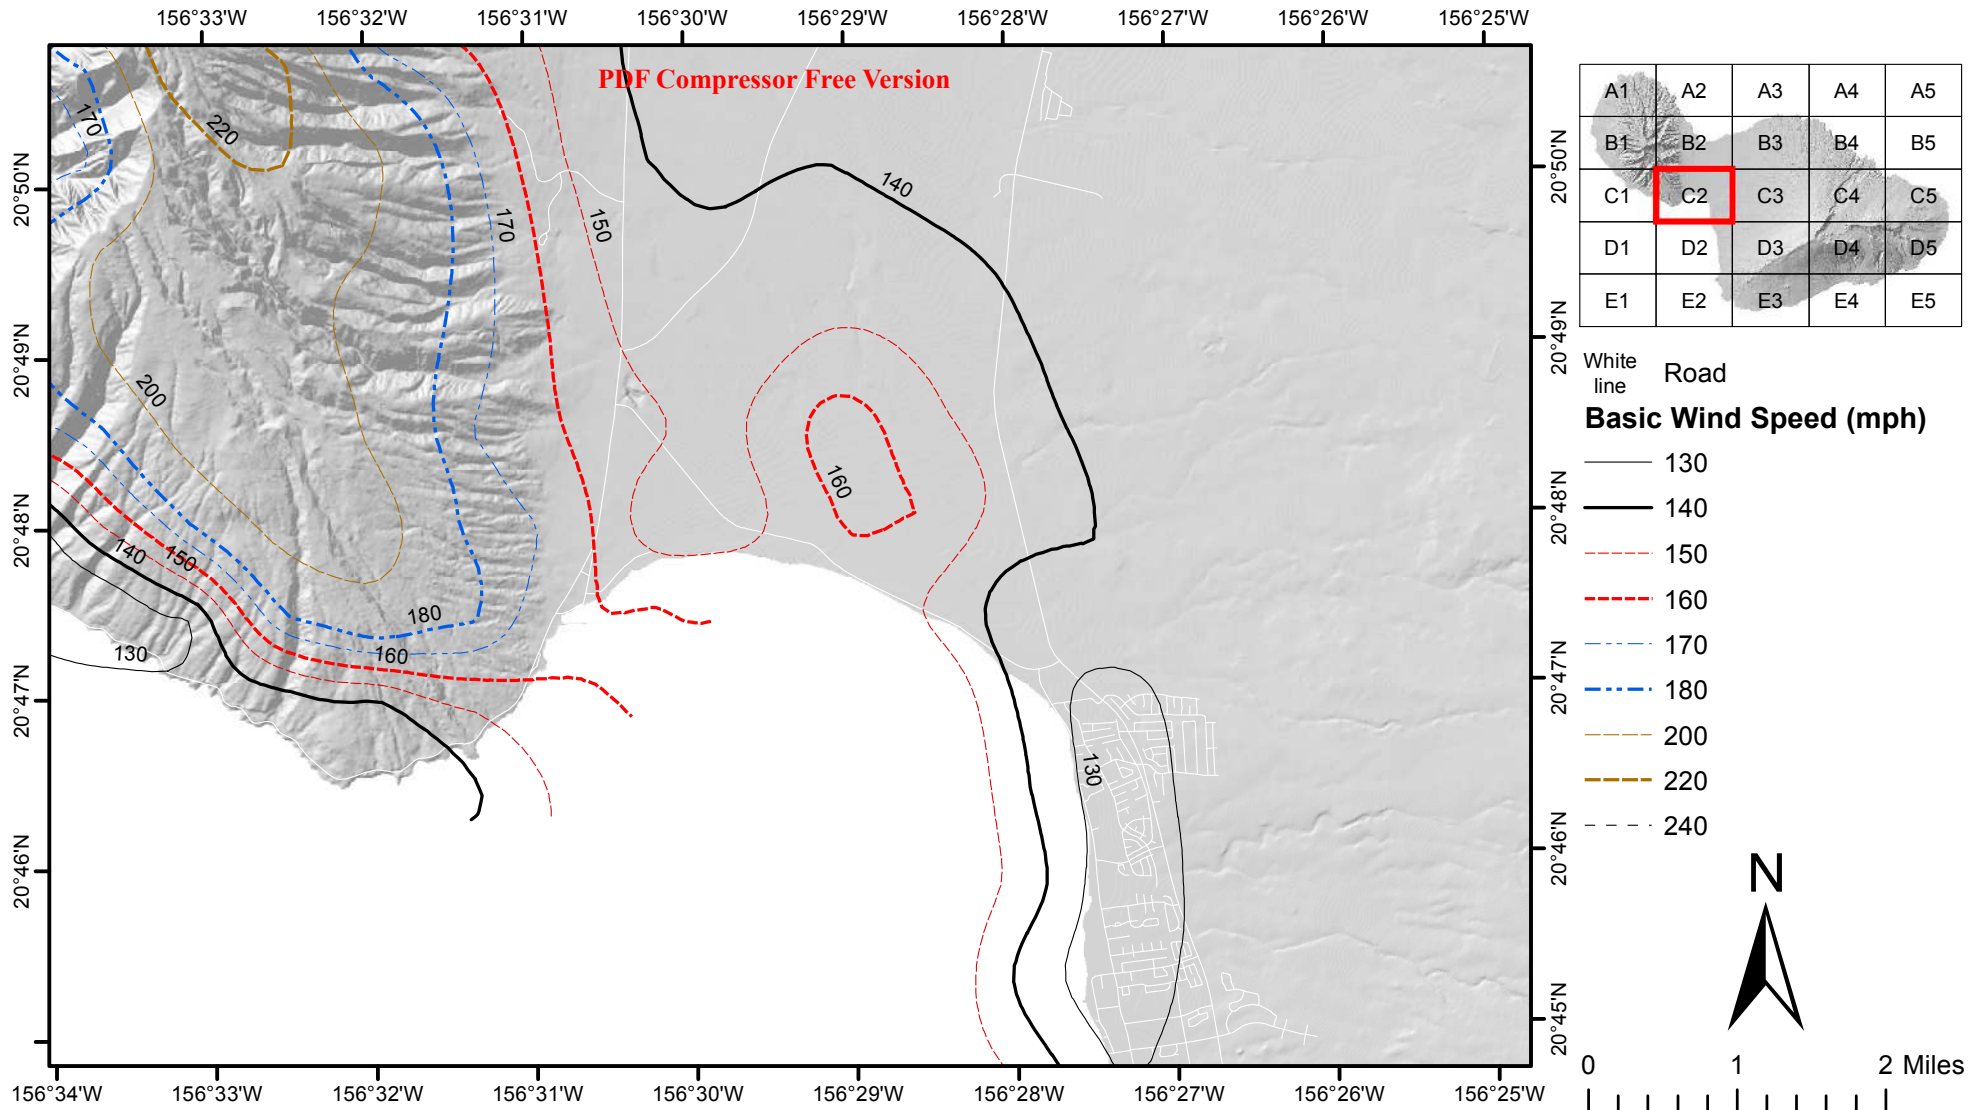 156°33'W 156°32'W 156°31'W 156°30'W 156°29'W 156°28'W 156°27'W 156°26'W 156°25'W
PDF Compressor Free Version
20°50'N
20°49'N
20°48'N
20°47'N
20°46'N
170
220
170
150
140
200
160
140
150
180
160
130
130
20°50'N
20°49'N
20°48'N
20°47'N
20°46'N
20°45'N
156°34'W 156°33'W 156°32'W 156°31'W 156°30'W 156°29'W 156°28'W 156°27'W 156°26'W 156°25'W
A1 A2 A3 A4 A5
B1 B2 B3 B4 B5
C1 C2 C3 C4 C5
D1 D2 D3 D4 D5
E1 E2 E3 E4 E5
White
line Road
Basic Wind Speed (mph)
130
140
150
160
170
180
200
220
240
N
0 1 2 Miles